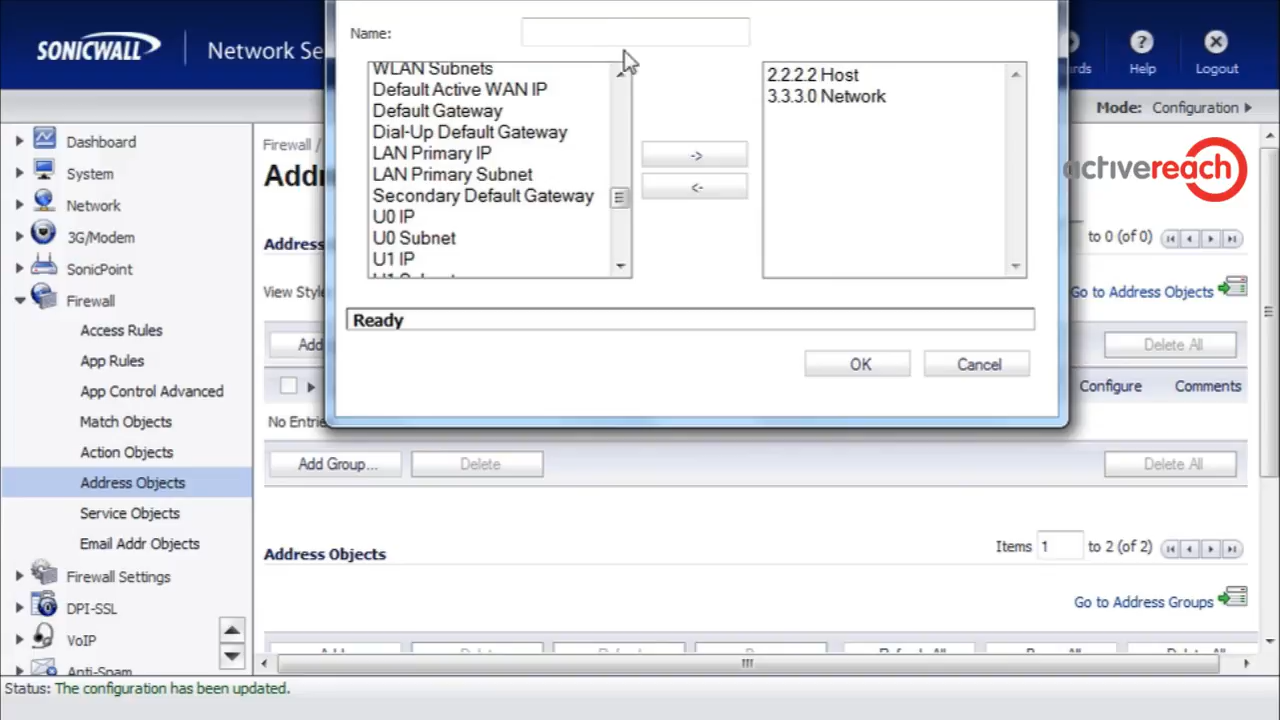 SONICWALL
Network Se
Help
Logout
Mode: Configuration
Name:
WLAN Subnets
Default Active WAN IP
Default Gateway
Dial-Up Default Gateway
LAN Primary IP
LAN Primary Subnet
Secondary Default Gateway
U0 IP
U0 Subnet
U1 IP
U1 Subnet
->
<-
2.2.2.2 Host
3.3.3.0 Network
Ready
OK
Cancel
activereach
Dashboard
System
Network
3G/Modem
SonicPoint
Firewall
Access Rules
App Rules
App Control Advanced
Match Objects
Action Objects
Address Objects
Service Objects
Email Addr Objects
Firewall Settings
DPI-SSL
VoIP
Anti-Spam
Firewall /
Addr
Address
to 0 (of 0)
View Style
Go to Address Objects
Add
Delete All
Configure
Comments
No Entrie
Add Group...
Delete
Delete All
Address Objects
Items 1 to 2 (of 2)
Go to Address Groups
Status: The configuration has been updated.